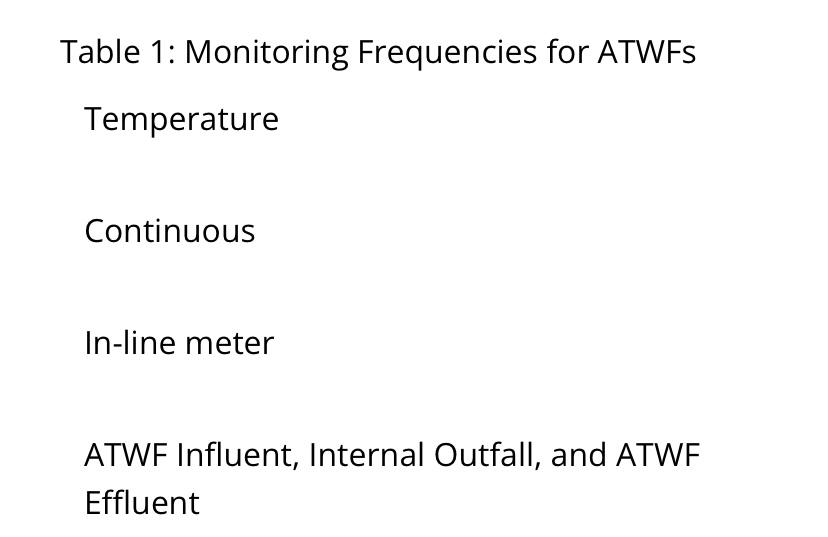 Table 1: Monitoring Frequencies for ATWFs
Temperature
Continuous
In-line meter
ATWF Influent, Internal Outfall, and ATWF
Effluent